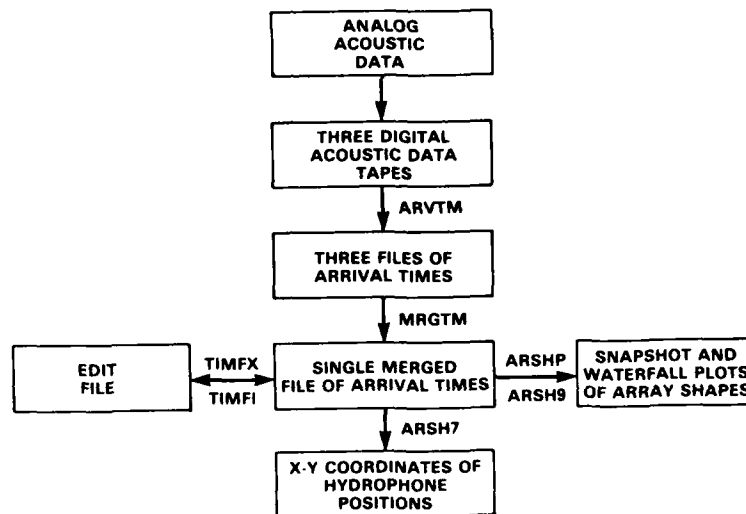 ANALOG
ACOUSTIC
DATA
THREE DIGITAL
ACOUSTIC DATA
TAPES
ARVTM
THREE FILES OF
ARRIVAL TIMES
MRGTM
EDIT
FILE
TIMFX
TIMFI
SINGLE MERGED
FILE OF ARRIVAL TIMES
ARSHP
ARSH9
SNAPSHOT AND
WATERFALL PLOTS
OF ARRAY SHAPES
ARSH7
X-Y COORDINATES OF
HYDROPHONE
POSITIONS